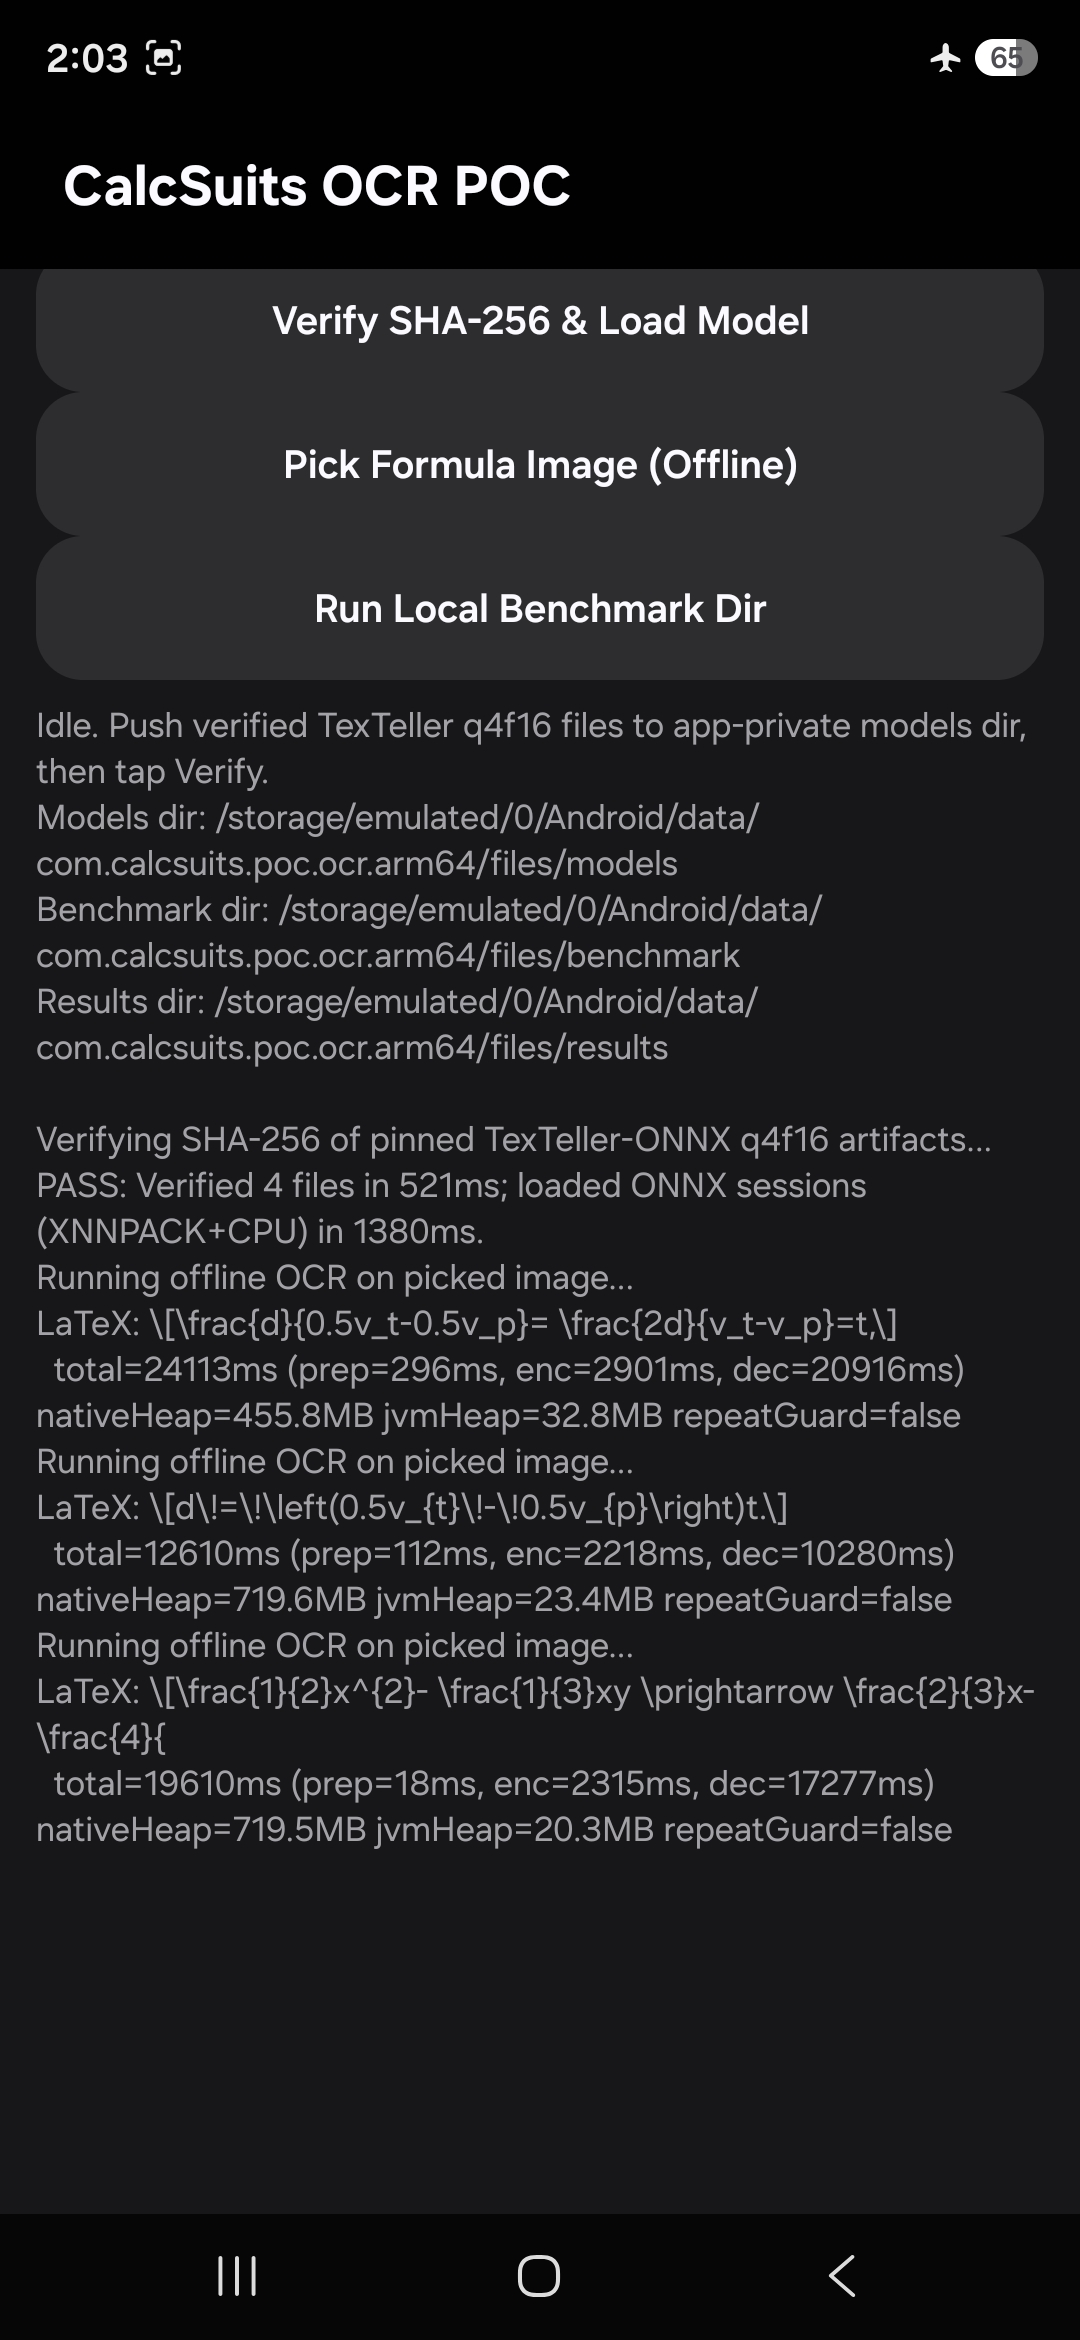 2:03
65
CalcSuits OCR POC
Verify SHA-256 & Load Model
Pick Formula Image (Offline)
Run Local Benchmark Dir
Idle. Push verified TexTeller q4f16 files to app-private models dir,
then tap Verify.
Models dir: /storage/emulated/0/Android/data/
com.calcsuits.poc.ocr.arm64/files/models
Benchmark dir: /storage/emulated/0/Android/data/
com.calcsuits.poc.ocr.arm64/files/benchmark
Results dir: /storage/emulated/0/Android/data/
com.calcsuits.poc.ocr.arm64/files/results
Verifying SHA-256 of pinned TexTeller-ONNX q4f16 artifacts...
PASS: Verified 4 files in 521ms; loaded ONNX sessions
(XNNPACK+CPU) in 1380ms.
Running offline OCR on picked image...
LaTeX: \[\frac{d}{0.5v_t-0.5v_p}= \frac{2d}{v_t-v_p}=t,\]
total=24113ms (prep=296ms, enc=2901ms, dec=20916ms)
nativeHeap=455.8MB jvmHeap=32.8MB repeatGuard=false
Running offline OCR on picked image...
LaTeX: \[d\!=\!\left(0.5v_{t}\!-\!0.5v_{p}\right)t.\]
total=12610ms (prep=112ms, enc=2218ms, dec=10280ms)
nativeHeap=719.6MB jvmHeap=23.4MB repeatGuard=false
Running offline OCR on picked image...
LaTeX: \[\frac{1}{2}x^{2}- \frac{1}{3}xy \prightarrow \frac{2}{3}x-
\frac{4}{
total=19610ms (prep=18ms, enc=2315ms, dec=17277ms)
nativeHeap=719.5MB jvmHeap=20.3MB repeatGuard=false